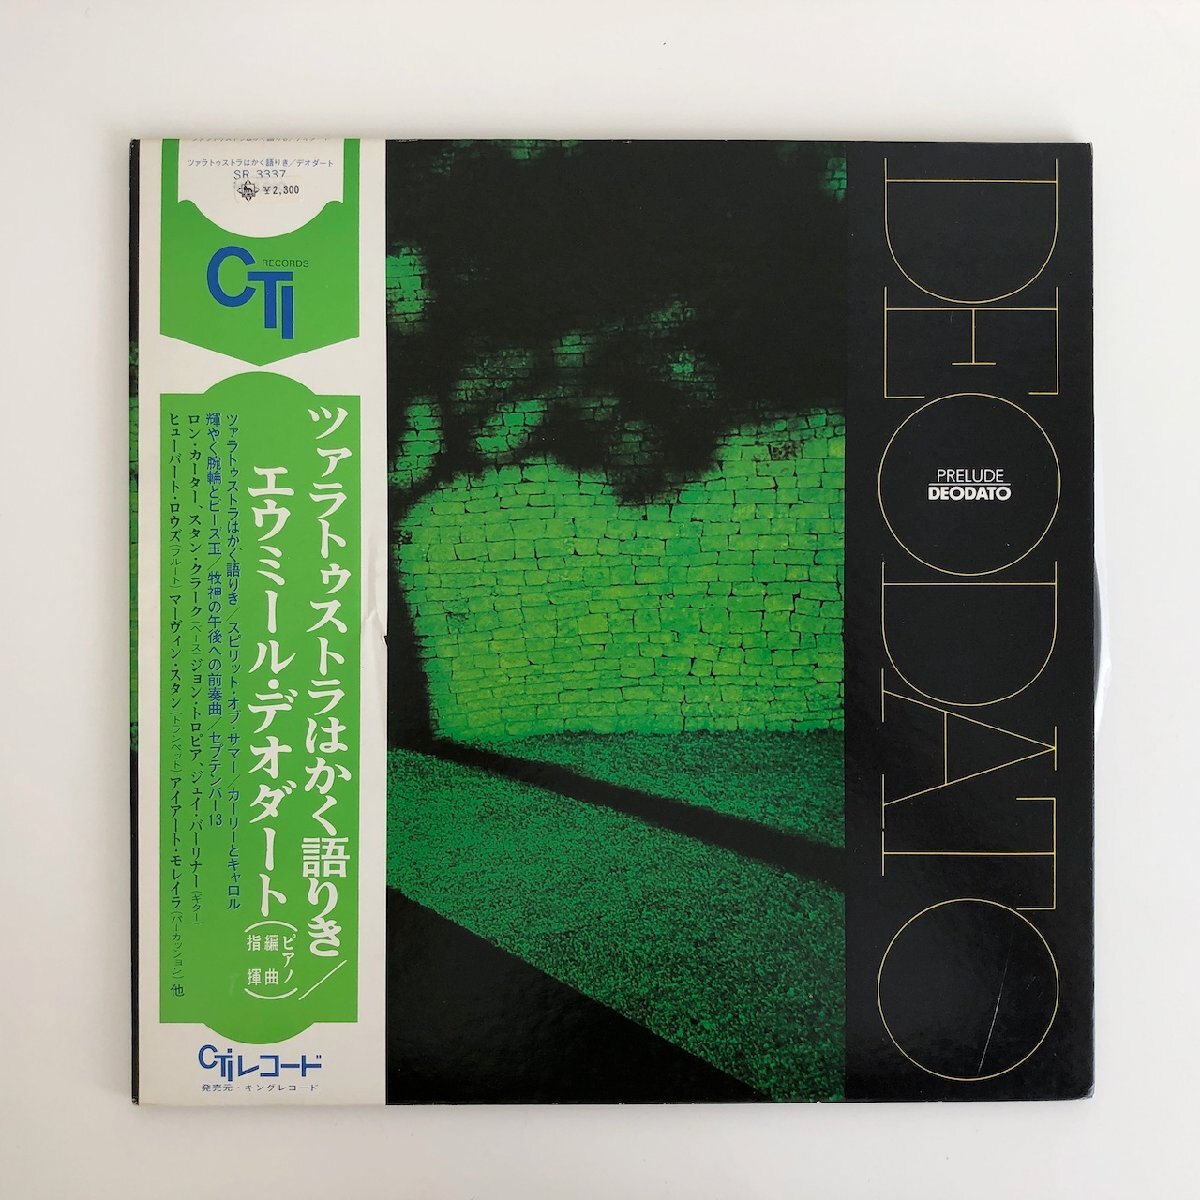 ツァラトゥストラはかく語りき/デオダート
SR 3337
¥2,300
CTI RECORDS
ツァラトゥストラはかく語りき/
エウミール・デオダート(ピアノ 編曲 指揮)
ツァラトゥストラはかく語りき/スピリット・オブ・サマー/カーリーとキャロル
輝やく腕輪とビーズ玉/牧神の午後への前奏曲/セプテンバー13
ロン・カーター、スタン・クラーク(ベース)ジョン・トロピア、ジェイ・バーリナー(ギター)
ヒューバート・ロウズ(フルート)マーヴィン・スタン(トランペット)アイアート・モレイラ(パーカッション)他
CTiレコード
発売元・キングレコード
DEODATO
PRELUDE
DEODATO